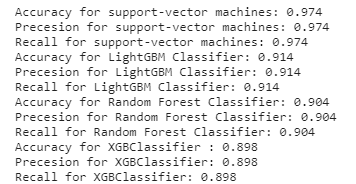 Accuracy for support-vector machines: 0.974
Precesion for support-vector machines: 0.974
Recall for support-vector machines: 0.974
Accuracy for LightGBM Classifier: 0.914
Precesion for LightGBM Classifier: 0.914
Recall for LightGBM Classifier: 0.914
Accuracy for Random Forest Classifier: 0.904
Precesion for Random Forest Classifier: 0.904
Recall for Random Forest Classifier: 0.904
Accuracy for XGBClassifier : 0.898
Precesion for XGBClassifier: 0.898
Recall for XGBClassifier: 0.898